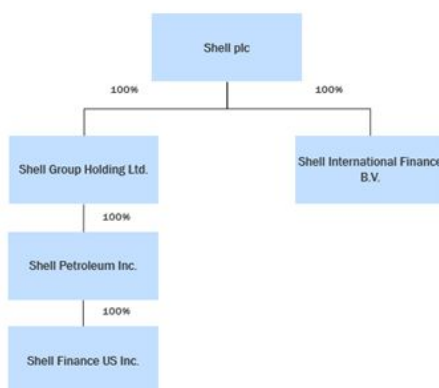 Shell plc
100%
100%
Shell Group Holding Ltd.
Shell International Finance
B.V.
100%
Shell Petroleum Inc.
100%
Shell Finance US Inc.